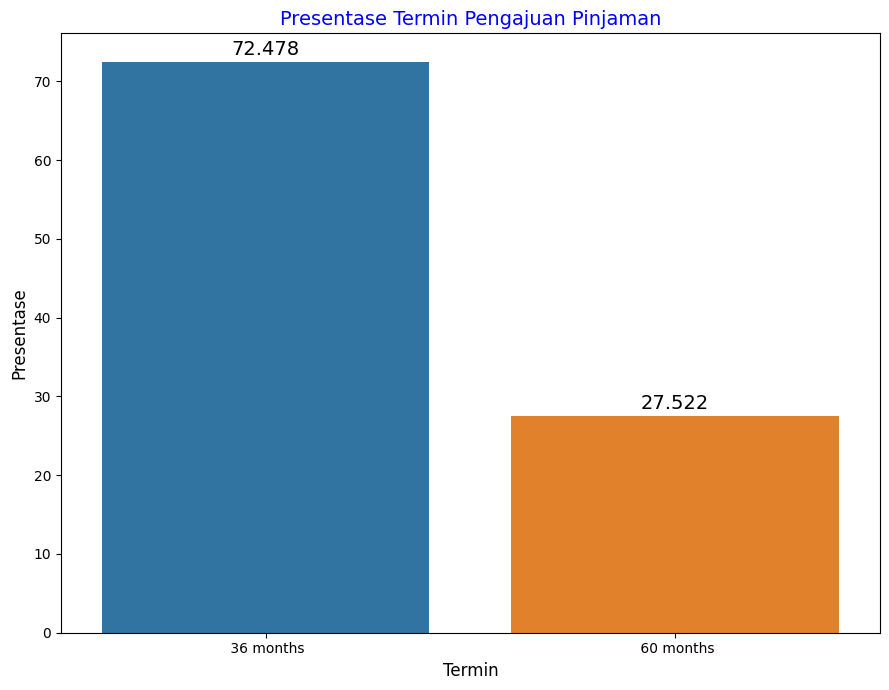 Presentase Termin Pengajuan Pinjaman
72.478
27.522
Presentase
70
60
50
40
30
20
10
0
36 months
60 months
Termin